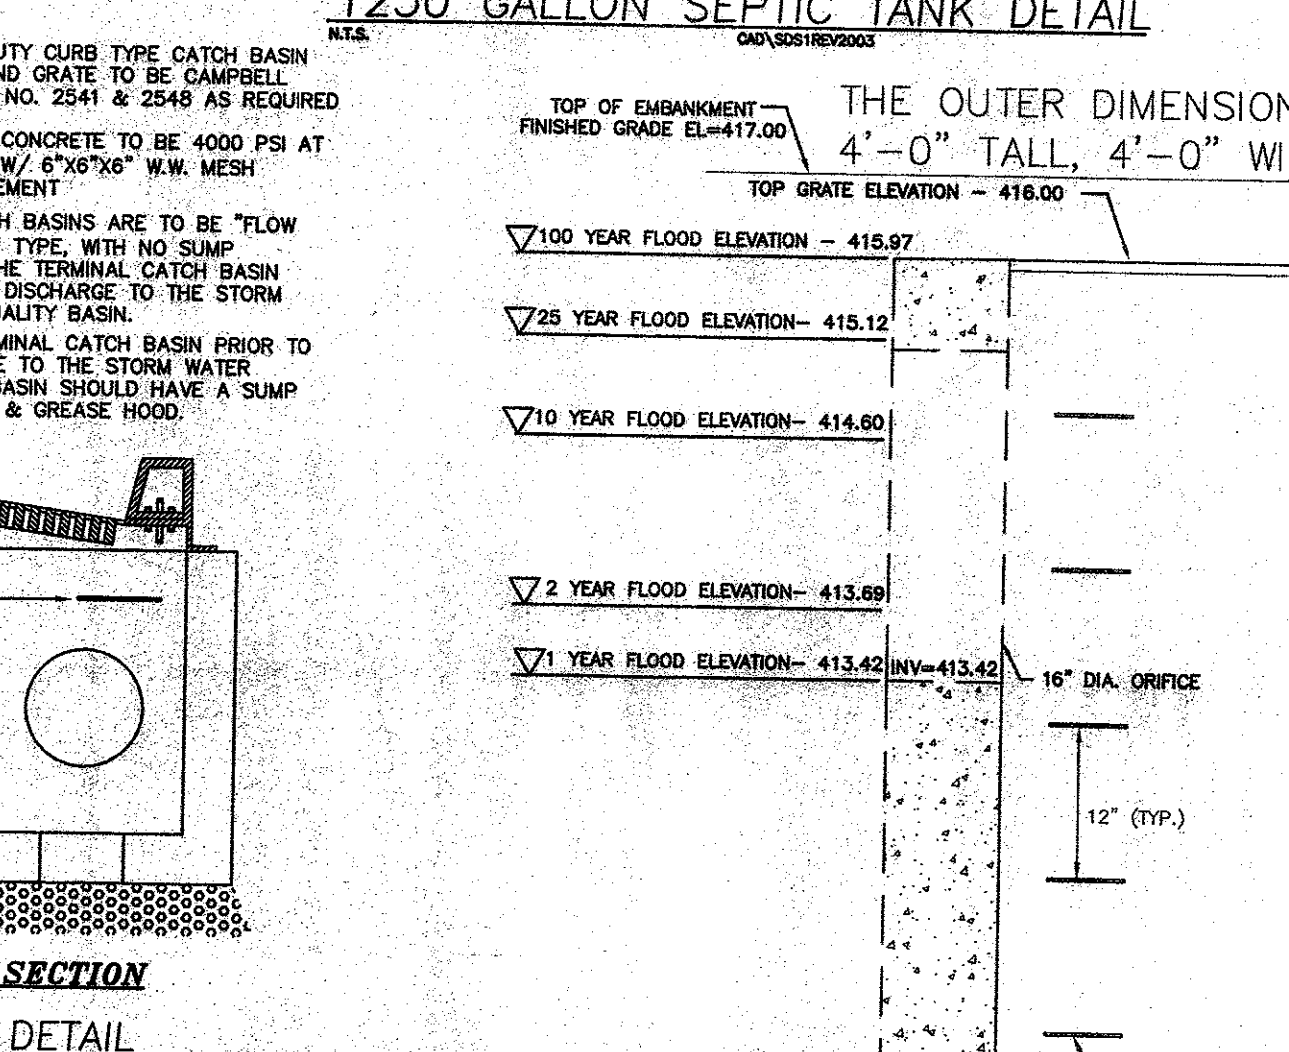 1250 GALLON SEPTIC TANK DETAIL
N.T.S.
CAD\SDS1REV2003
UTY CURB TYPE CATCH BASIN
ND GRATE TO BE CAMPBELL
NO. 2541 & 2548 AS REQUIRED
CONCRETE TO BE 4000 PSI AT
W/ 6"X6"X6" W.W. MESH
EMENT
H BASINS ARE TO BE "FLOW
TYPE, WITH NO SUMP
HE TERMINAL CATCH BASIN
DISCHARGE TO THE STORM
UALITY BASIN.
MINAL CATCH BASIN PRIOR TO
E TO THE STORM WATER
BASIN SHOULD HAVE A SUMP
& GREASE HOOD.
SECTION
DETAIL
TOP OF EMBANKMENT
FINISHED GRADE EL=417.00
THE OUTER DIMENSION
4'-0" TALL, 4'-0" WI
TOP GRATE ELEVATION - 416.00
100 YEAR FLOOD ELEVATION - 415.97
25 YEAR FLOOD ELEVATION- 415.12
10 YEAR FLOOD ELEVATION- 414.60
2 YEAR FLOOD ELEVATION- 413.69
1 YEAR FLOOD ELEVATION- 413.42
INV=413.42
16" DIA. ORIFICE
12" (TYP.)